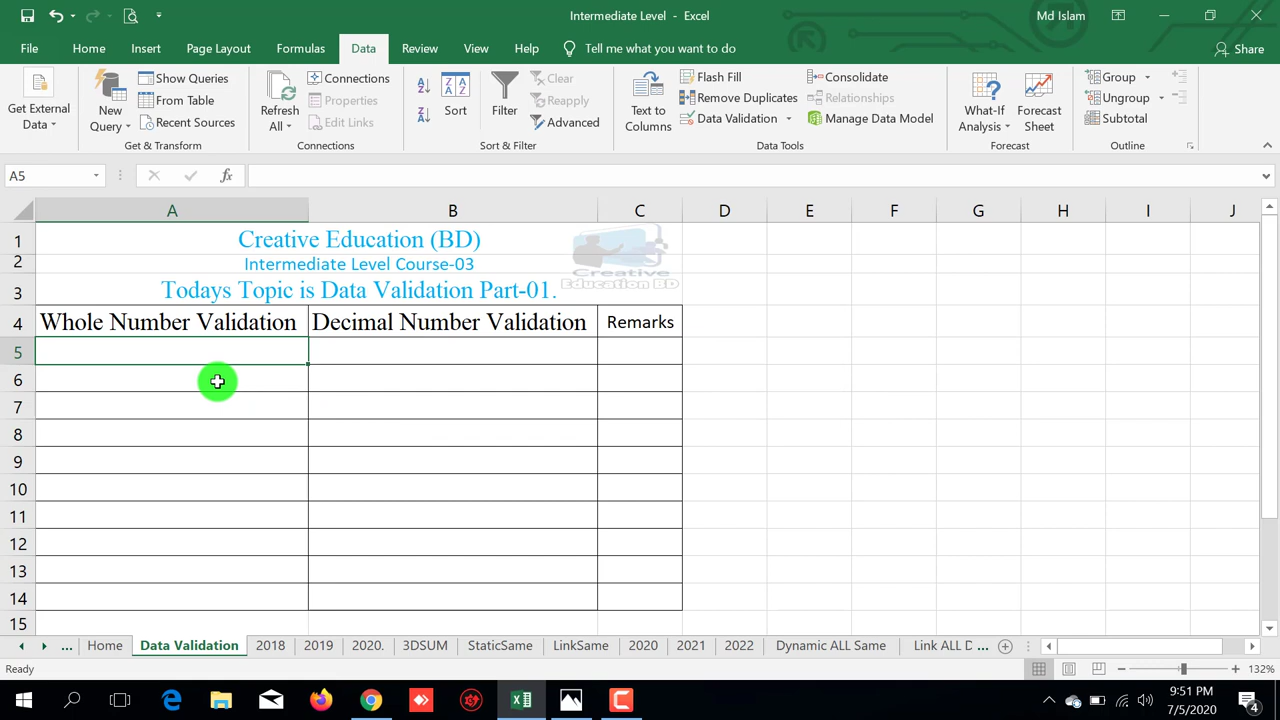 Intermediate Level - Excel
Md Islam
File Home Insert Page Layout Formulas Data Review View Help Tell me what you want to do Share
Get External Data
New Query
Show Queries
From Table
Recent Sources
Get & Transform
Refresh All
Connections
Properties
Edit Links
Connections
Sort
Filter
Clear
Reapply
Advanced
Sort & Filter
Text to Columns
Flash Fill
Remove Duplicates
Data Validation
Consolidate
Relationships
Manage Data Model
Data Tools
What-If Analysis
Forecast Sheet
Forecast
Group
Ungroup
Subtotal
Outline
A5 fx
A B C D E F G H I J
1 Creative Education (BD)
2 Intermediate Level Course-03
Creative
Education BD
3 Todays Topic is Data Validation Part-01.
4 Whole Number Validation Decimal Number Validation Remarks
5
6
7
8
9
10
11
12
13
14
15
... Home Data Validation 2018 2019 2020. 3DSUM StaticSame LinkSame 2020 2021 2022 Dynamic ALL Same Link ALL D ...
Ready 132%
9:51 PM
7/5/2020
4